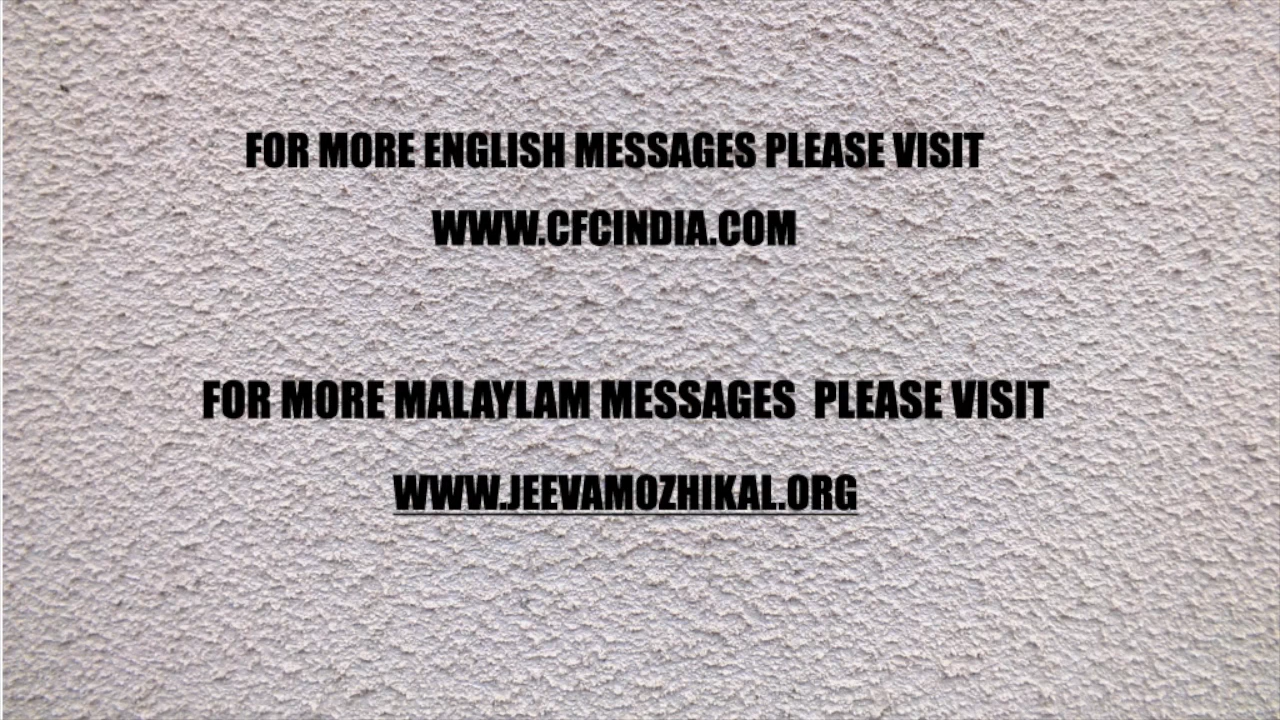 FOR MORE ENGLISH MESSAGES PLEASE VISIT
WWW.CFCINDIA.COM
FOR MORE MALAYLAM MESSAGES PLEASE VISIT
WWW.JEEVAMOZHIKAL.ORG